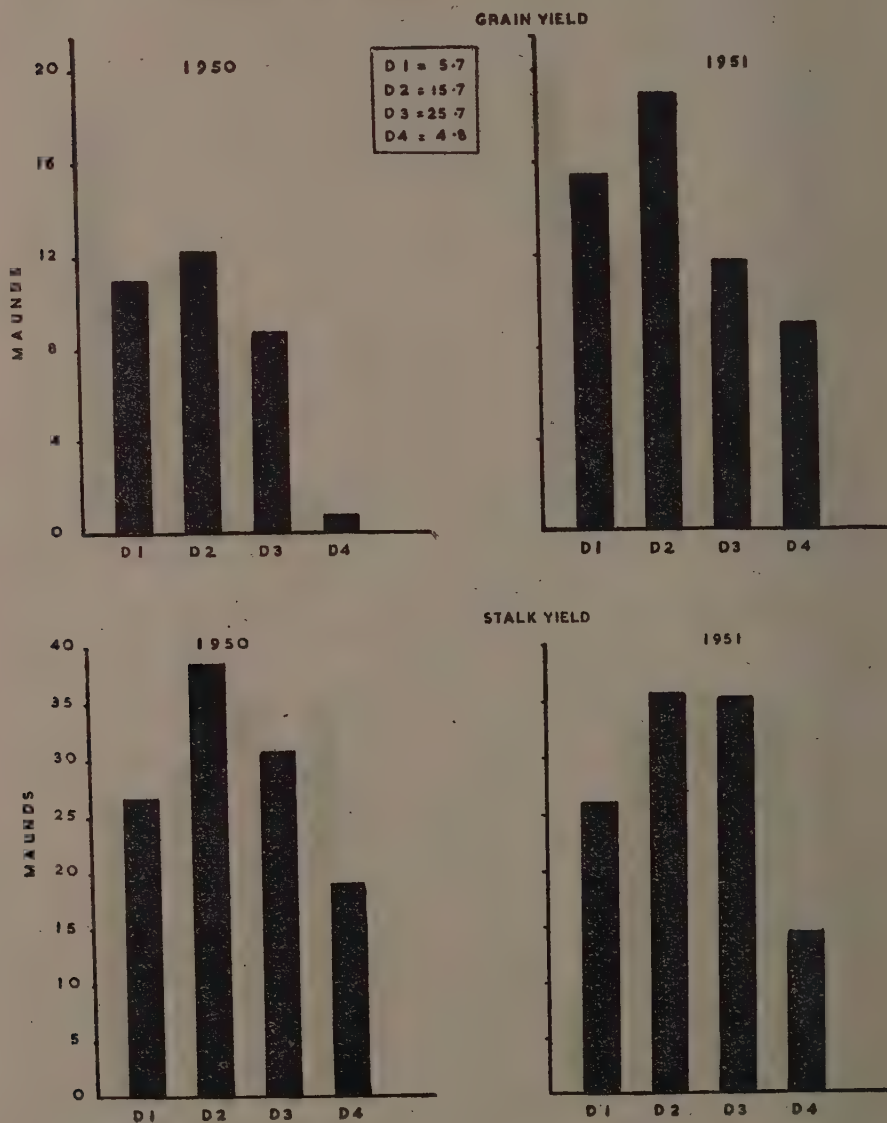 GRAIN YIELD
1950
D1 = 5·7
D2 = 15·7
D3 = 25·7
D4 = 4·8
1951
MAUNDS
20
16
12
8
4
0
D1 D2 D3 D4
D1 D2 D3 D4
STALK YIELD
1950
1951
MAUNDS
40
35
30
25
20
15
10
5
0
D1 D2 D3 D4
D1 D2 D3 D4